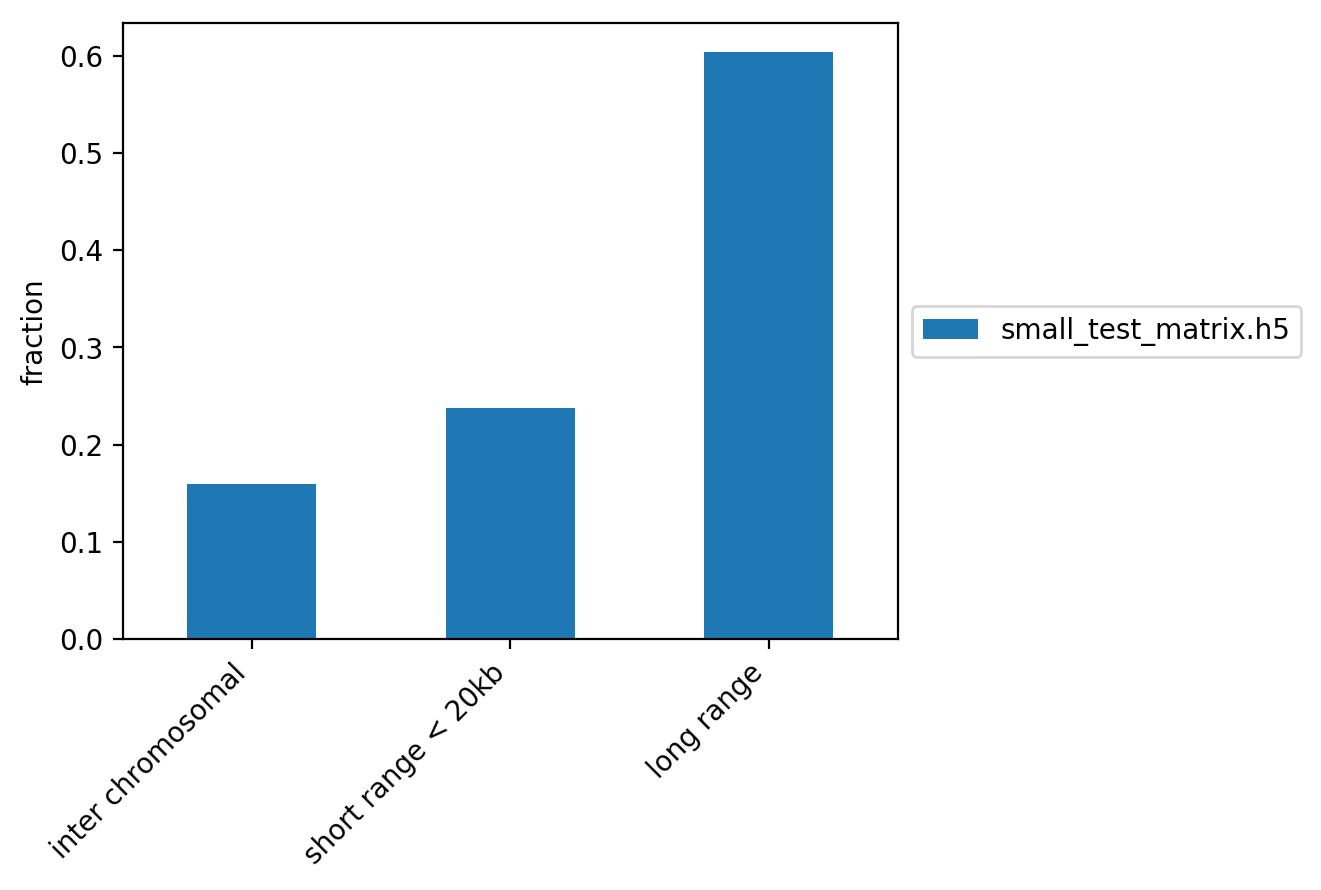 0.6
0.5
0.4
0.3
0.2
0.1
0.0
fraction
inter chromosomal
short range < 20kb
long range
small_test_matrix.h5